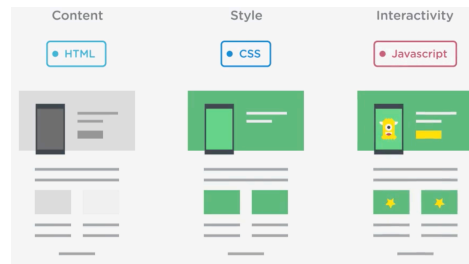 Content
Style
Interactivity
HTML
CSS
Javascript